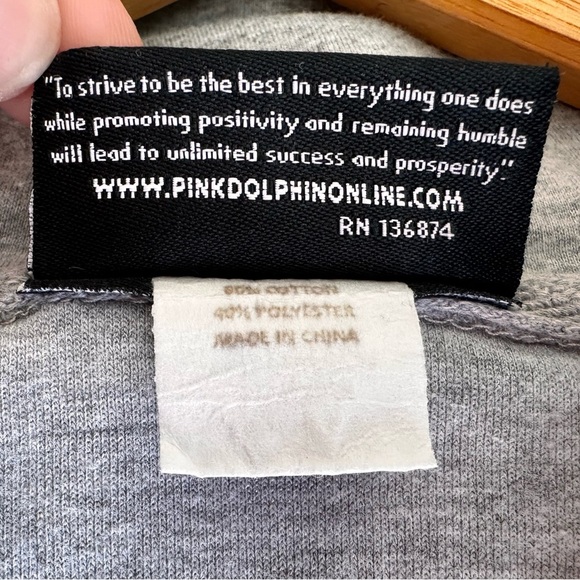 "To strive to be the best in everything one does
while promoting positivity and remaining humble
will lead to unlimited success and prosperity."
WWW.PINKDOLPHINONLINE.COM
RN 136874
60% COTTON
40% POLYESTER
MADE IN CHINA